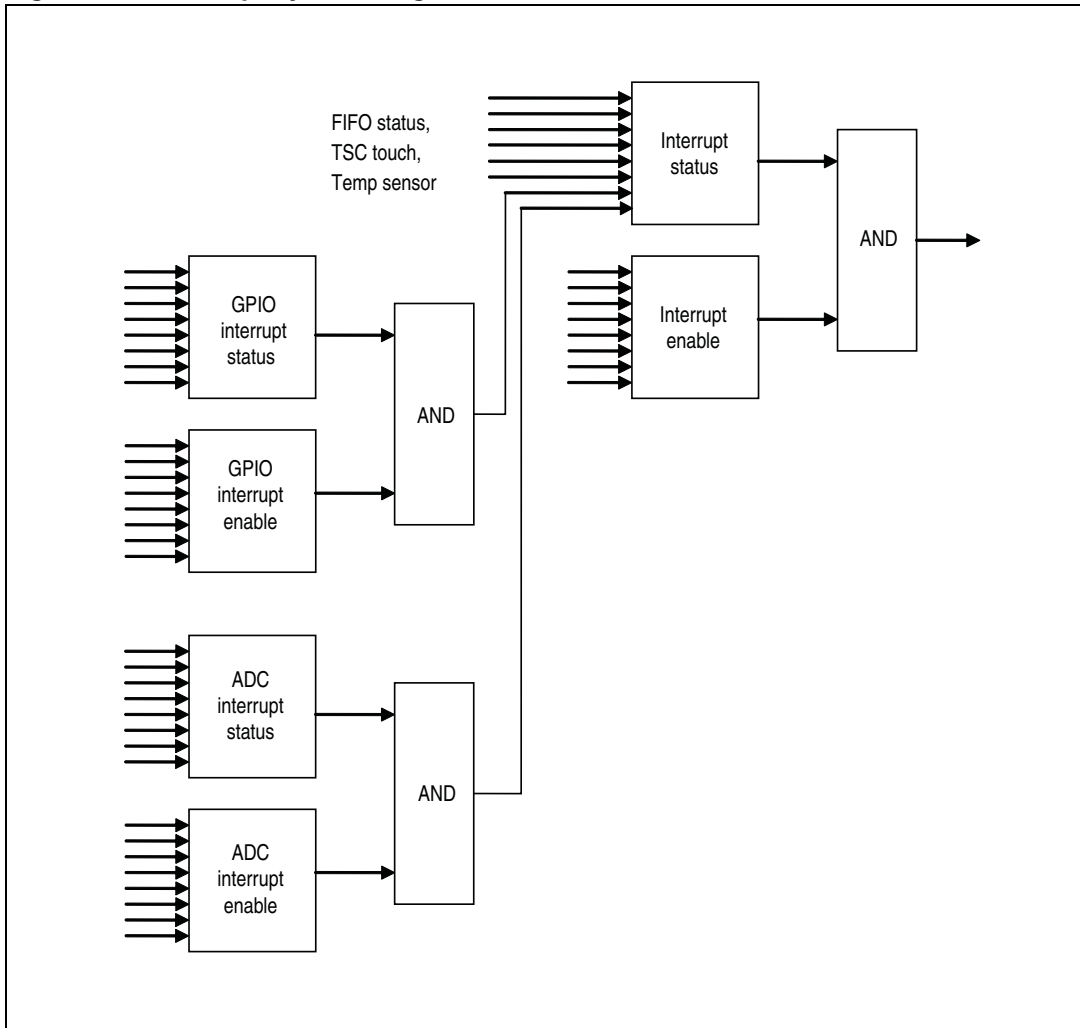 FIFO status,
TSC touch,
Temp sensor
Interrupt
status
AND
Interrupt
enable
GPIO
interrupt
status
AND
GPIO
interrupt
enable
ADC
interrupt
status
AND
ADC
interrupt
enable